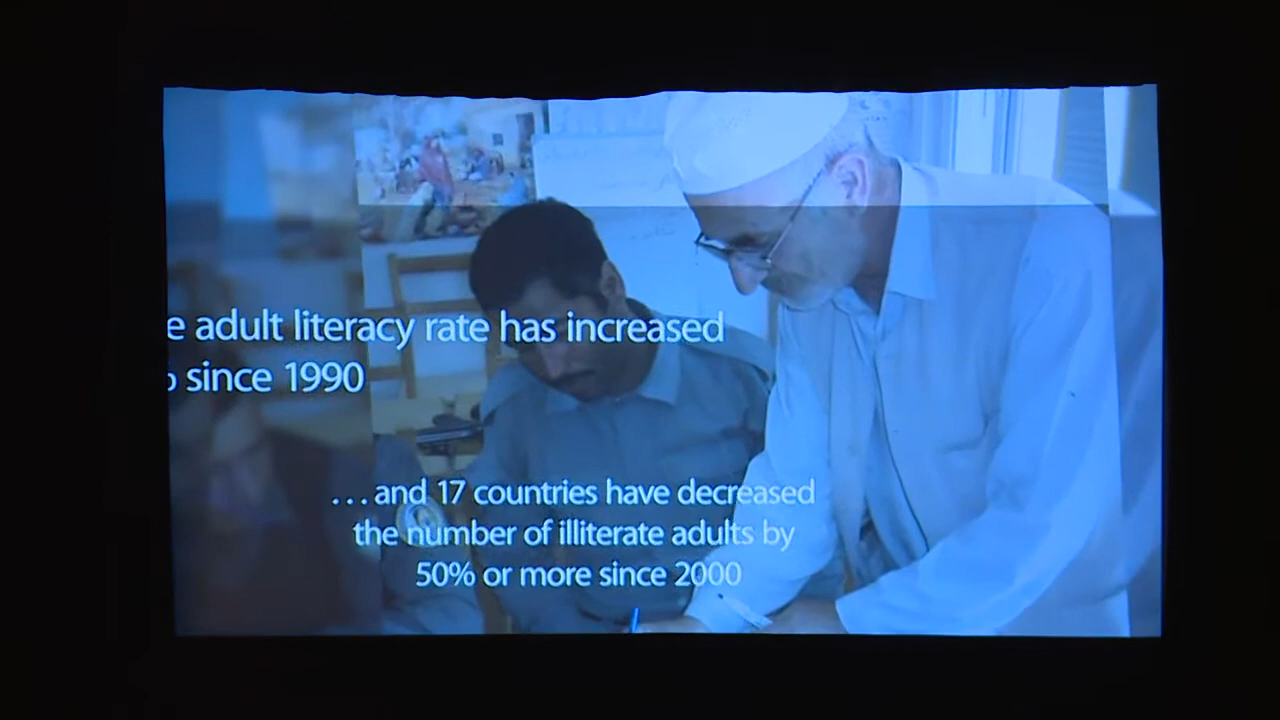 e adult literacy rate has increased
since 1990
...and 17 countries have decreased
the number of illiterate adults by
50% or more since 2000